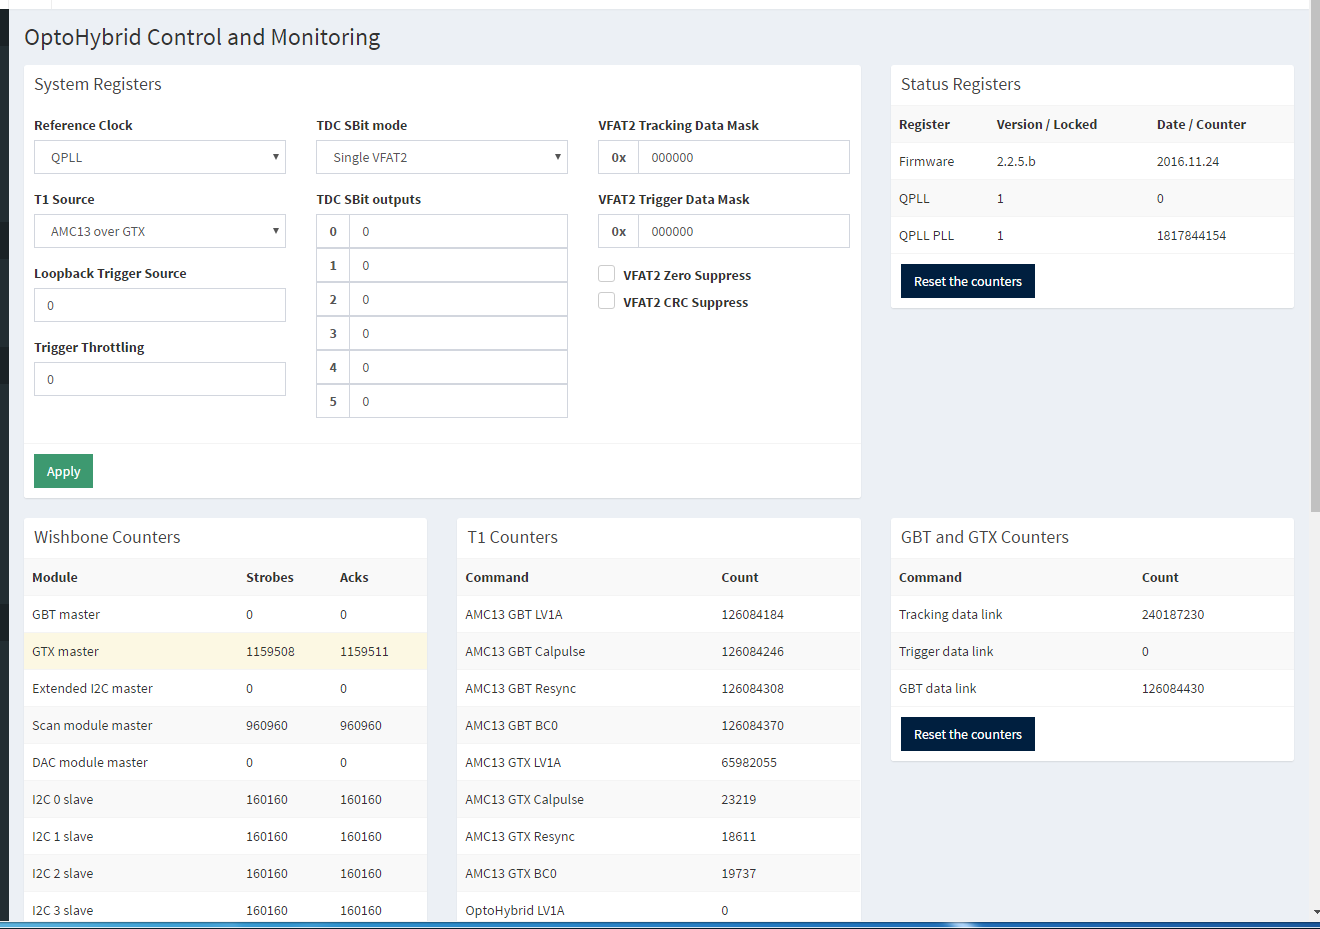 OptoHybrid Control and Monitoring
System Registers
Reference Clock
QPLL
T1 Source
AMC13 over GTX
Loopback Trigger Source
0
Trigger Throttling
0
TDC SBit mode
Single VFAT2
TDC SBit outputs
0 0
1 0
2 0
3 0
4 0
5 0
VFAT2 Tracking Data Mask
0x 000000
VFAT2 Trigger Data Mask
0x 000000
VFAT2 Zero Suppress
VFAT2 CRC Suppress
Apply
Status Registers
Register Version / Locked Date / Counter
Firmware 2.2.5.b 2016.11.24
QPLL 1 0
QPLL PLL 1 1817844154
Reset the counters
Wishbone Counters
Module Strobes Acks
GBT master 0 0
GTX master 1159508 1159511
Extended I2C master 0 0
Scan module master 960960 960960
DAC module master 0 0
I2C 0 slave 160160 160160
I2C 1 slave 160160 160160
I2C 2 slave 160160 160160
I2C 3 slave 160160 160160
T1 Counters
Command Count
AMC13 GBT LV1A 126084184
AMC13 GBT Calpulse 126084246
AMC13 GBT Resync 126084308
AMC13 GBT BC0 126084370
AMC13 GTX LV1A 65982055
AMC13 GTX Calpulse 23219
AMC13 GTX Resync 18611
AMC13 GTX BC0 19737
OptoHybrid LV1A 0
GBT and GTX Counters
Command Count
Tracking data link 240187230
Trigger data link 0
GBT data link 126084430
Reset the counters